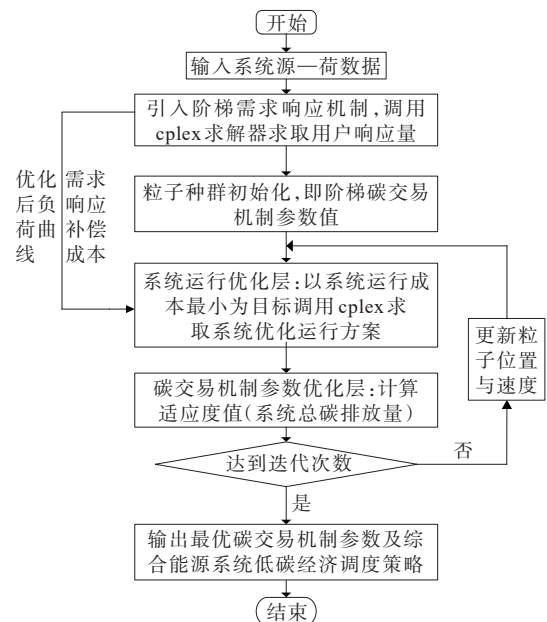 开始
输入系统源—荷数据
引入阶梯需求响应机制,调用
cplex求解器求取用户响应量
优化
后负
荷曲
线
需求
响应
补偿
成本
粒子种群初始化,即阶梯碳交易
机制参数值
系统运行优化层:以系统运行成
本最小为目标调用cplex求
取系统优化运行方案
更新粒
子位置
与速度
碳交易机制参数优化层:计算
适应度值(系统总碳排放量)
达到迭代次数
否
是
输出最优碳交易机制参数及综
合能源系统低碳经济调度策略
结束